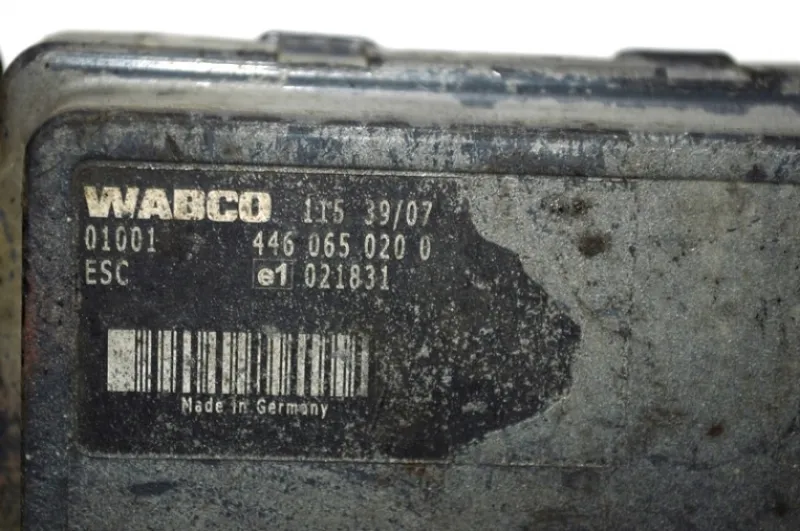 WABCO 115 39/07
01001 446 065 020 0
ESC e1 021831
Made in Germany